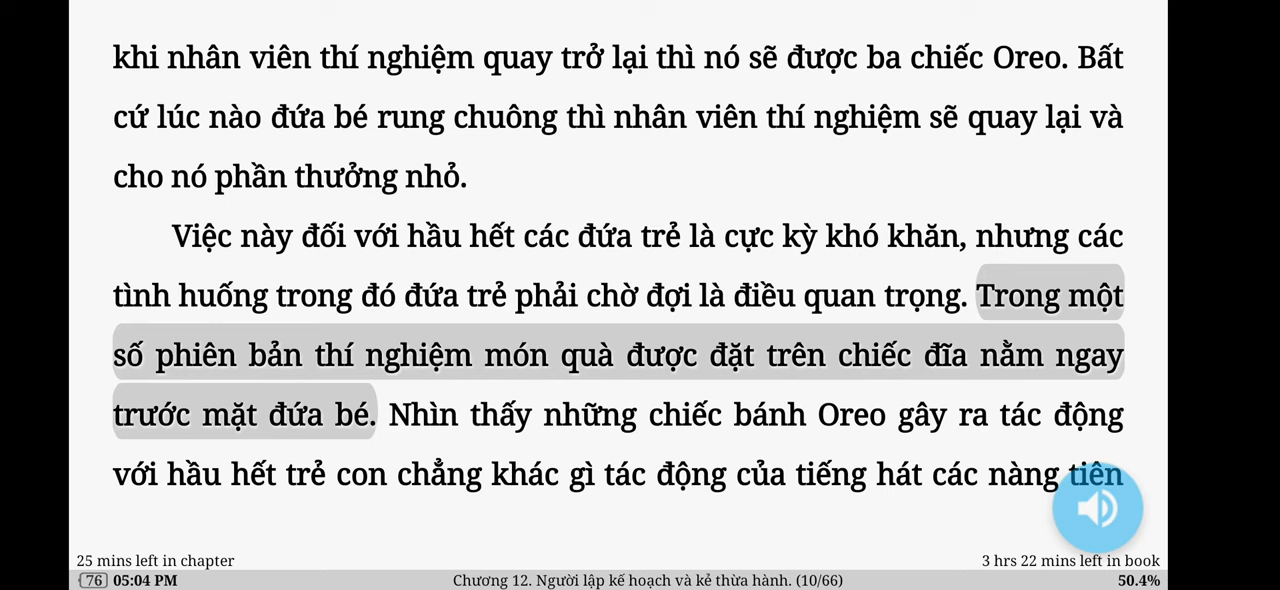 khi nhân viên thí nghiệm quay trở lại thì nó sẽ được ba chiếc Oreo. Bất
cứ lúc nào đứa bé rung chuông thì nhân viên thí nghiệm sẽ quay lại và
cho nó phần thưởng nhỏ.
Việc này đối với hầu hết các đứa trẻ là cực kỳ khó khăn, nhưng các
tình huống trong đó đứa trẻ phải chờ đợi là điều quan trọng. Trong một
số phiên bản thí nghiệm món quà được đặt trên chiếc đĩa nằm ngay
trước mặt đứa bé. Nhìn thấy những chiếc bánh Oreo gây ra tác động
với hầu hết trẻ con chẳng khác gì tác động của tiếng hát các nàng tiên
25 mins left in chapter
3 hrs 22 mins left in book
76 05:04 PM
Chương 12. Người lập kế hoạch và kẻ thừa hành. (10/66)
50.4%